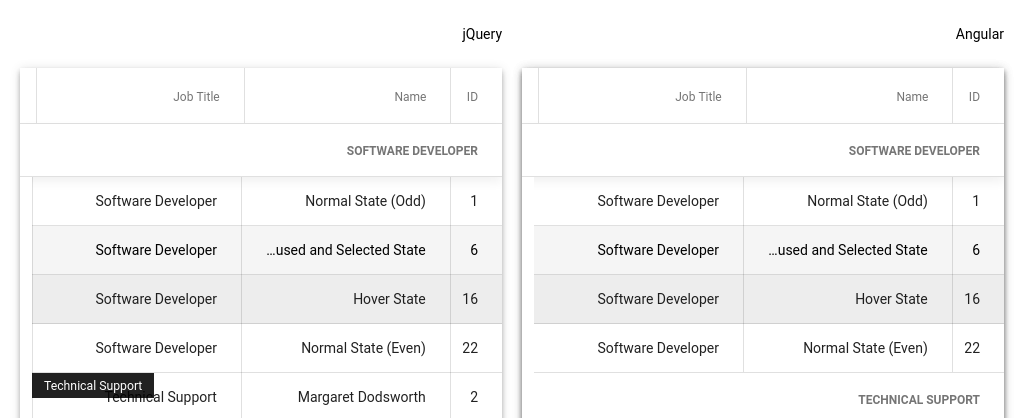 jQuery
Angular
Job Title Name ID
SOFTWARE DEVELOPER
Software Developer Normal State (Odd) 1
Software Developer ...used and Selected State 6
Software Developer Hover State 16
Software Developer Normal State (Even) 22
Technical Support
Technical Support Margaret Dodsworth 2
Job Title Name ID
SOFTWARE DEVELOPER
Software Developer Normal State (Odd) 1
Software Developer ...used and Selected State 6
Software Developer Hover State 16
Software Developer Normal State (Even) 22
TECHNICAL SUPPORT